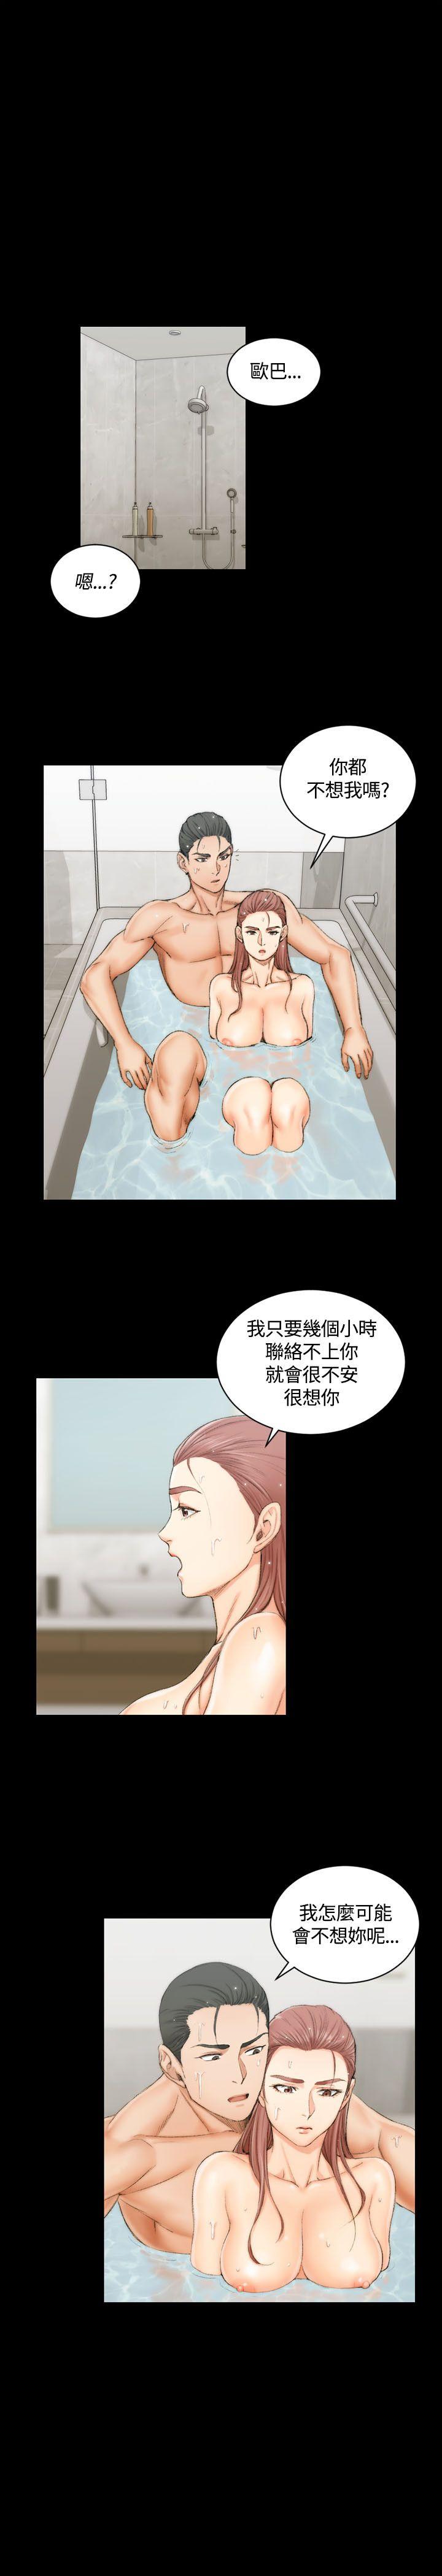 歐巴...
嗯...?
你都
不想我嗎?
我只要幾個小時
聯絡不上你
就會很不安
很想你
我怎麼可能
會不想妳呢...